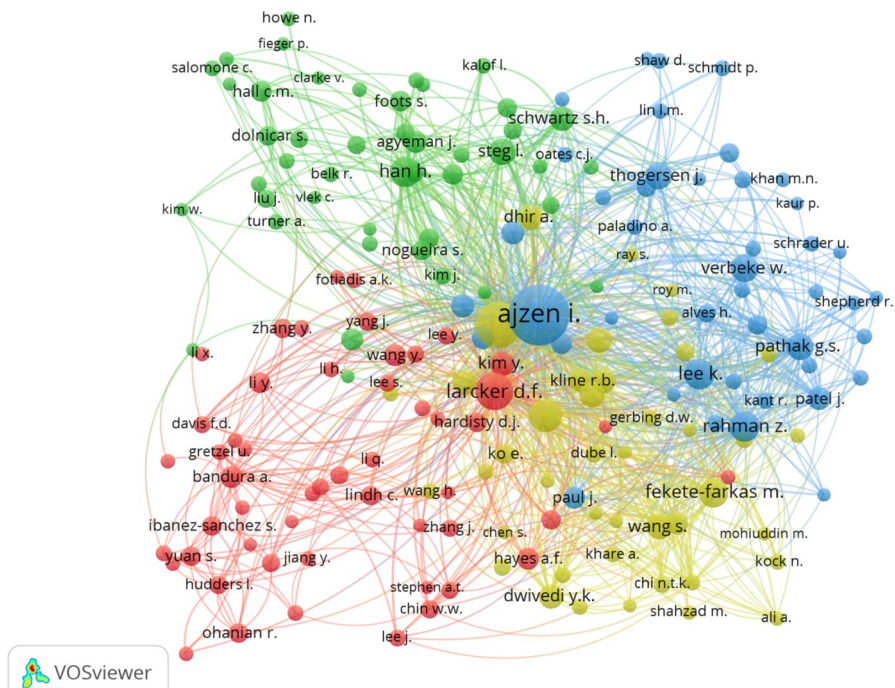 howe n.
fieger p.
salomone c.
clarke v.
kalof l.
shaw d.
schmidt p.
hall c.m.
foots s.
lin l.m.
schwartz s.h.
dolnicar s.
agyeman j.
steg l.
oates c.j.
belk r.
han h.
thogersen j.
khan m.n.
liu j.
vlek c.
kim w.
turner a.
dhir a.
paladino a.
kaur p.
nogueira s.
ray s.
schrader u.
kim j.
verbeke w.
fotiadis a.k.
roy m.
shepherd r.
ajzen i.
alves h.
zhang y.
yang j.
lee y.
pathak g.s.
li x.
wang y.
kim y.
li h.
lee k.
li y.
lee s.
larcker d.f.
kline r.b.
kant r.
patel j.
davis f.d.
hardisty d.j.
gerbing d.w.
rahman z.
gretzel u.
li q.
ko e.
dube l.
bandura a.
wang h.
lindh c.
paul j.
fekete-farkas m.
ibanez-sanchez s.
zhang j.
chen s.
wang s.
mohiuddin m.
yuan s.
jiang y.
hayes a.f.
khare a.
kock n.
hudders l.
stephen a.t.
chi n.t.k.
chin w.w.
dwivedi y.k.
shahzad m.
ali a.
ohanian r.
lee j.
VOSviewer